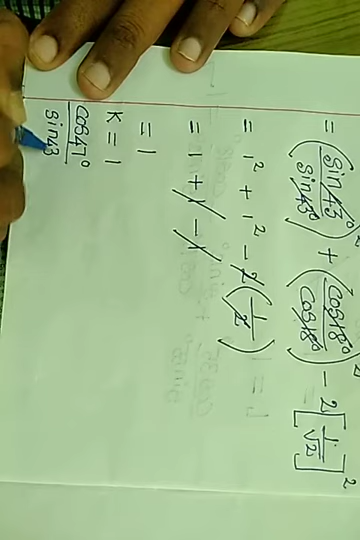 = (sin43°/sin43°)² + (cos18°/cos18°)² - 2[1/√2]²
= 1² + 1² - 2(1/2)
= 1 + 1 - 1
= 1
K = 1
cos47°/sin43